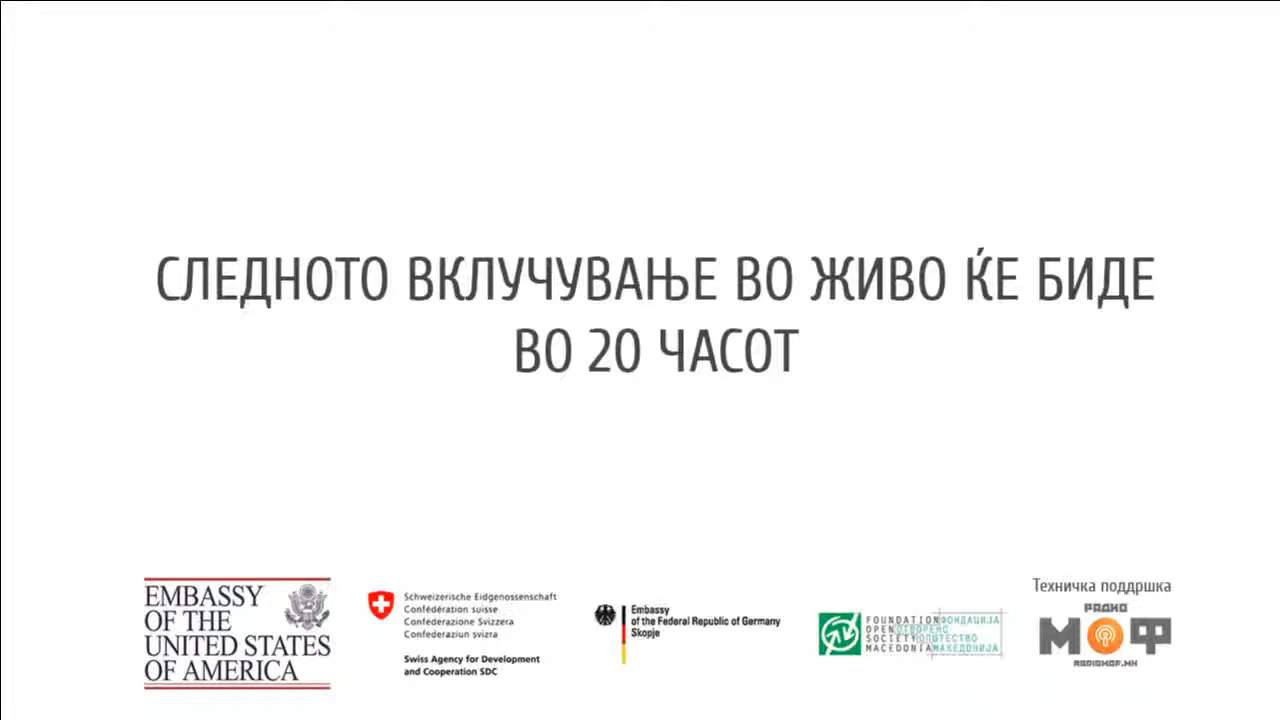 СЛЕДНОТО ВКЛУЧУВАЊЕ ВО ЖИВО ЌЕ БИДЕ
ВО 20 ЧАСОТ
EMBASSY
OF THE
UNITED STATES
OF AMERICA
Schweizerische Eidgenossenschaft
Confédération suisse
Confederazione Svizzera
Confederaziun svizra
Swiss Agency for Development
and Cooperation SDC
Embassy
of the Federal Republic of Germany
Skopje
FOUNDATION ФОНДАЦИЈА
OPEN ОТВОРЕНО
SOCIETY ОПШТЕСТВО
MACEDONIA МАКЕДОНИЈА
Техничка поддршка
РАДИО
МОФ
RADIOMOF.MK